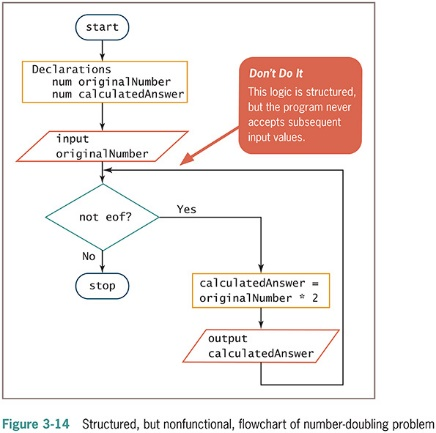 start
Declarations
num originalNumber
num calculatedAnswer
Don't Do It
This logic is structured,
but the program never
accepts subsequent
input values.
input
originalNumber
not eof?
Yes
No
stop
calculatedAnswer =
originalNumber * 2
output
calculatedAnswer
Figure 3-14 Structured, but nonfunctional, flowchart of number-doubling problem